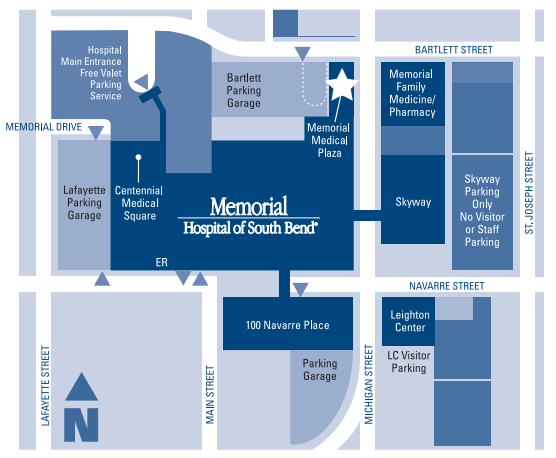 BARTLETT STREET
Hospital
Main Entrance
Free Valet
Parking
Service
Bartlett
Parking
Garage
Memorial
Family
Medicine/
Pharmacy
MEMORIAL DRIVE
Memorial
Medical
Plaza
Lafayette
Parking
Garage
Centennial
Medical
Square
Memorial
Hospital of South Bend®
Skyway
Skyway
Parking
Only
No Visitor
or Staff
Parking
ST. JOSEPH STREET
ER
NAVARRE STREET
100 Navarre Place
Leighton
Center
LC Visitor
Parking
Parking
Garage
LAFAYETTE STREET
MAIN STREET
MICHIGAN STREET
N